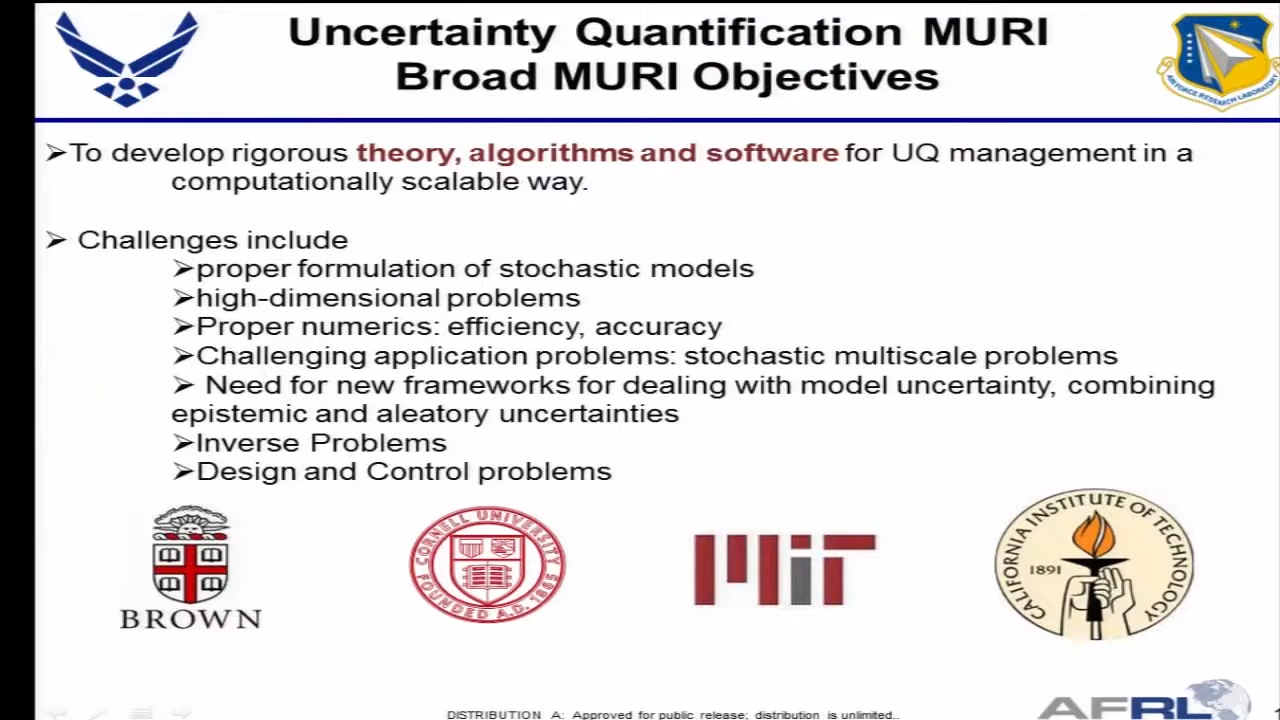 Uncertainty Quantification MURI
Broad MURI Objectives
AIR FORCE RESEARCH LABORATORY
➢To develop rigorous theory, algorithms and software for UQ management in a
computationally scalable way.
➢ Challenges include
➢proper formulation of stochastic models
➢high-dimensional problems
➢Proper numerics: efficiency, accuracy
➢Challenging application problems: stochastic multiscale problems
➢ Need for new frameworks for dealing with model uncertainty, combining
epistemic and aleatory uncertainties
➢Inverse Problems
➢Design and Control problems
BROWN
CORNELL UNIVERSITY
FOUNDED A.D. 1865
MiT
CALIFORNIA INSTITUTE OF TECHNOLOGY
1891
AFRL
DISTRIBUTION A: Approved for public release; distribution is unlimited..